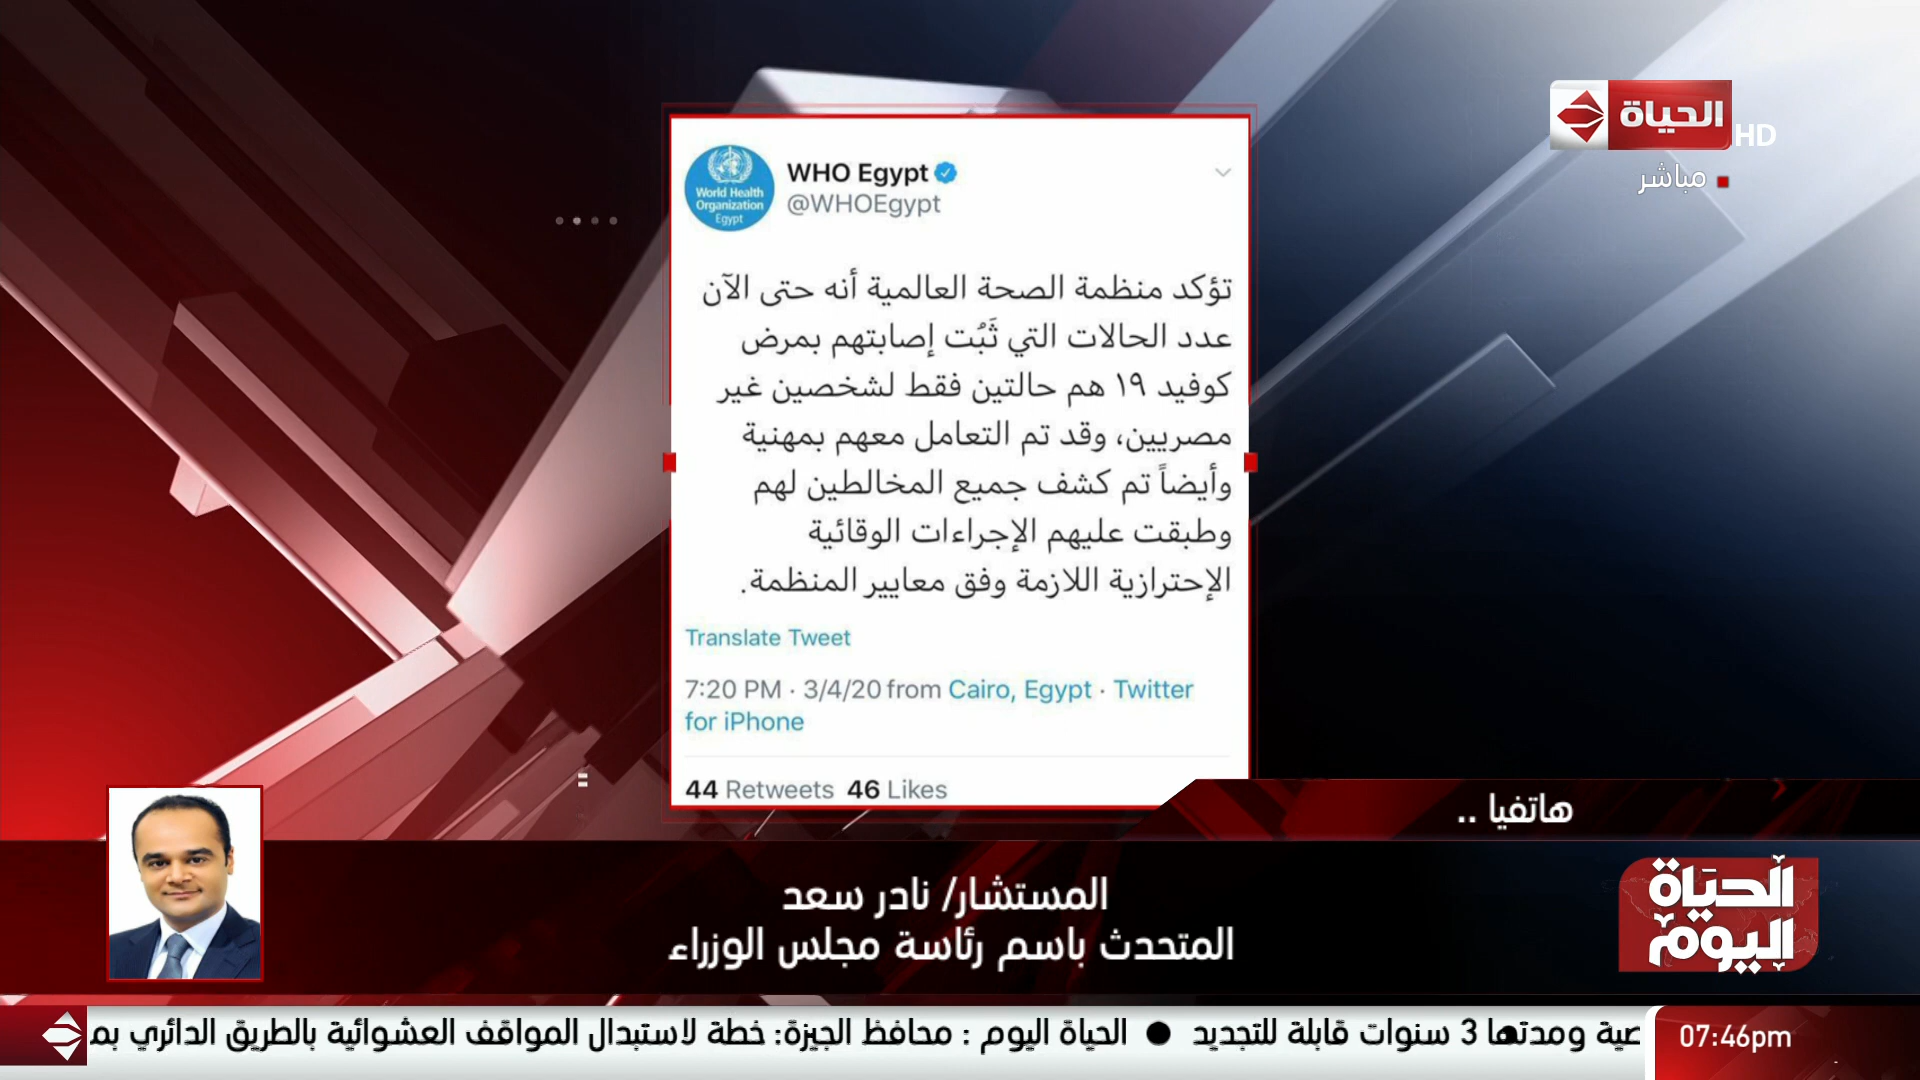 الحياة
HD
مباشر
World Health
Organization
Egypt
WHO Egypt
@WHOEgypt
تؤكد منظمة الصحة العالمية أنه حتى الآن
عدد الحالات التي ثَبُت إصابتهم بمرض
كوفيد ١٩ هم حالتين فقط لشخصين غير
مصريين، وقد تم التعامل معهم بمهنية
وأيضاً تم كشف جميع المخالطين لهم
وطبقت عليهم الإجراءات الوقائية
الإحترازية اللازمة وفق معايير المنظمة.
Translate Tweet
7:20 PM · 3/4/20 from Cairo, Egypt · Twitter
for iPhone
44 Retweets 46 Likes
هاتفيا ..
المستشار/ نادر سعد
المتحدث باسم رئاسة مجلس الوزراء
الحياة
اليوم
ومدتها 3 سنوات قابلة للتجديد ● الحياة اليوم : محافظ الجيزة: خطة لاستبدال المواقف العشوائية بالطريق الدائري
07:46pm